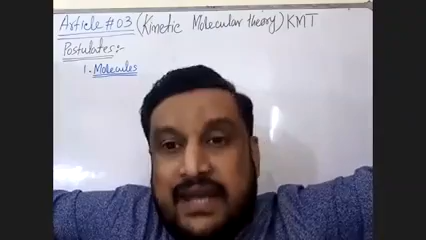 Article #03 (Kinetic Molecular theory) KMT
Postulates:-
1. Molecules